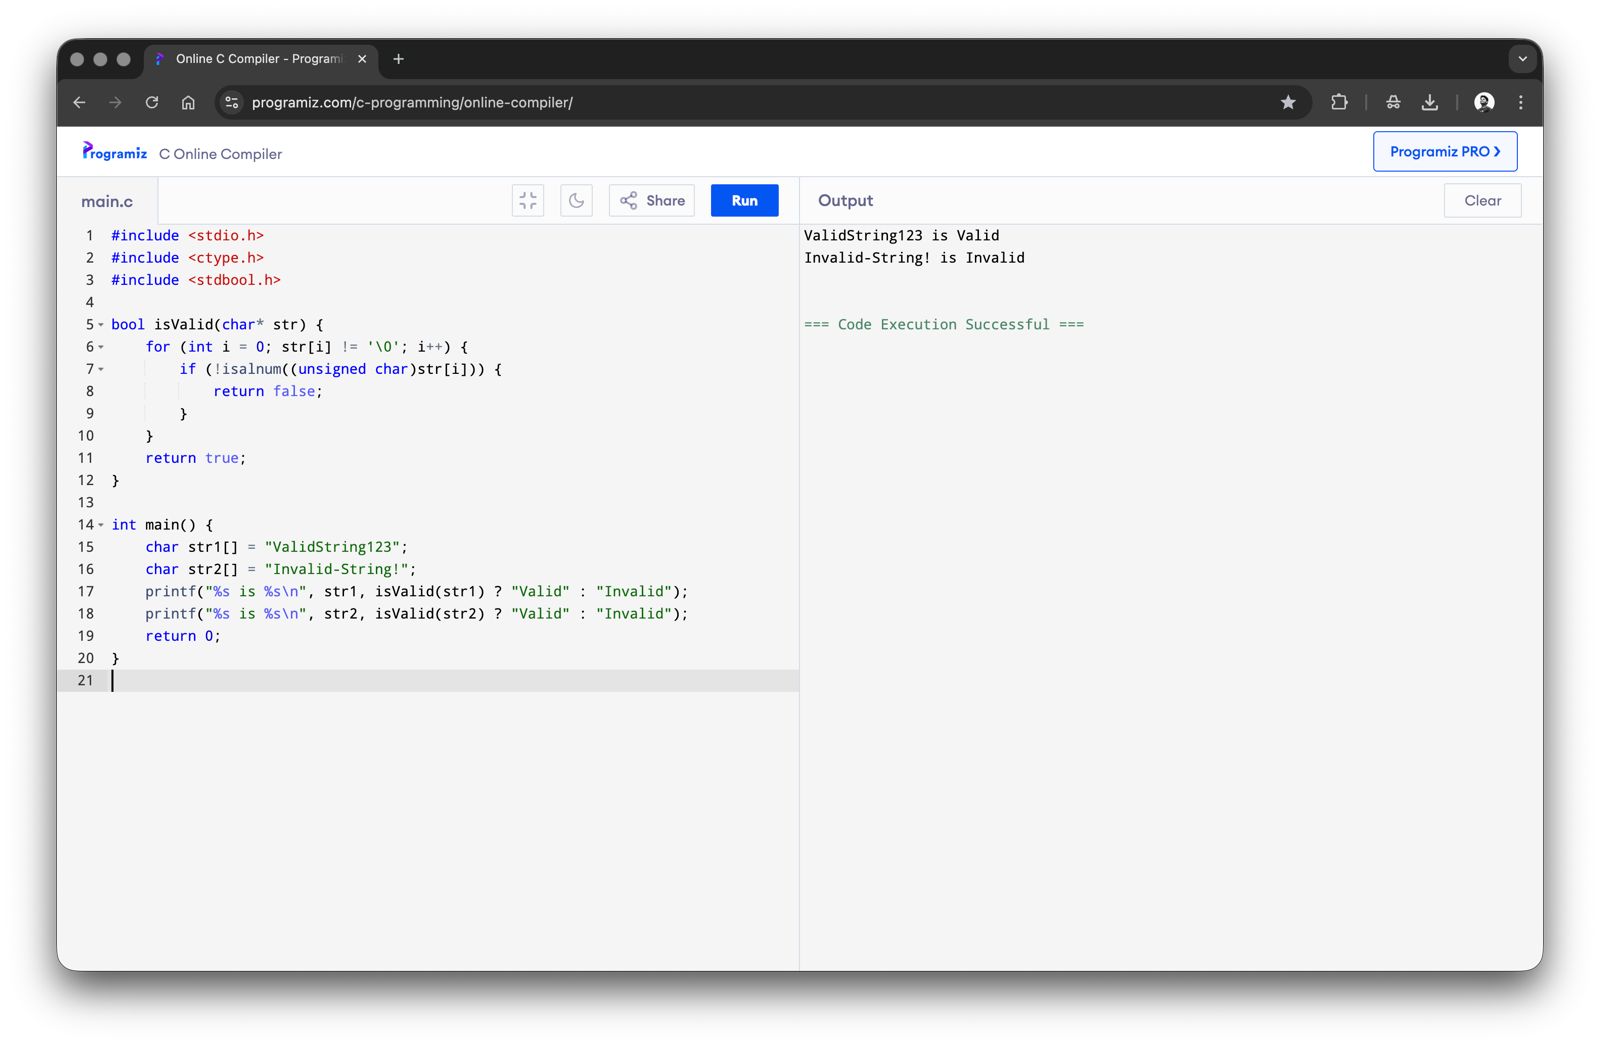 Online C Compiler - Programi
programiz.com/c-programming/online-compiler/
Programiz C Online Compiler
Programiz PRO ›
main.c
Share
Run
1 #include <stdio.h>
2 #include <ctype.h>
3 #include <stdbool.h>
4
5 bool isValid(char* str) {
6     for (int i = 0; str[i] != '\0'; i++) {
7         if (!isalnum((unsigned char)str[i])) {
8             return false;
9         }
10     }
11     return true;
12 }
13
14 int main() {
15     char str1[] = "ValidString123";
16     char str2[] = "Invalid-String!";
17     printf("%s is %s\n", str1, isValid(str1) ? "Valid" : "Invalid");
18     printf("%s is %s\n", str2, isValid(str2) ? "Valid" : "Invalid");
19     return 0;
20 }
21
Output
Clear
ValidString123 is Valid
Invalid-String! is Invalid
=== Code Execution Successful ===